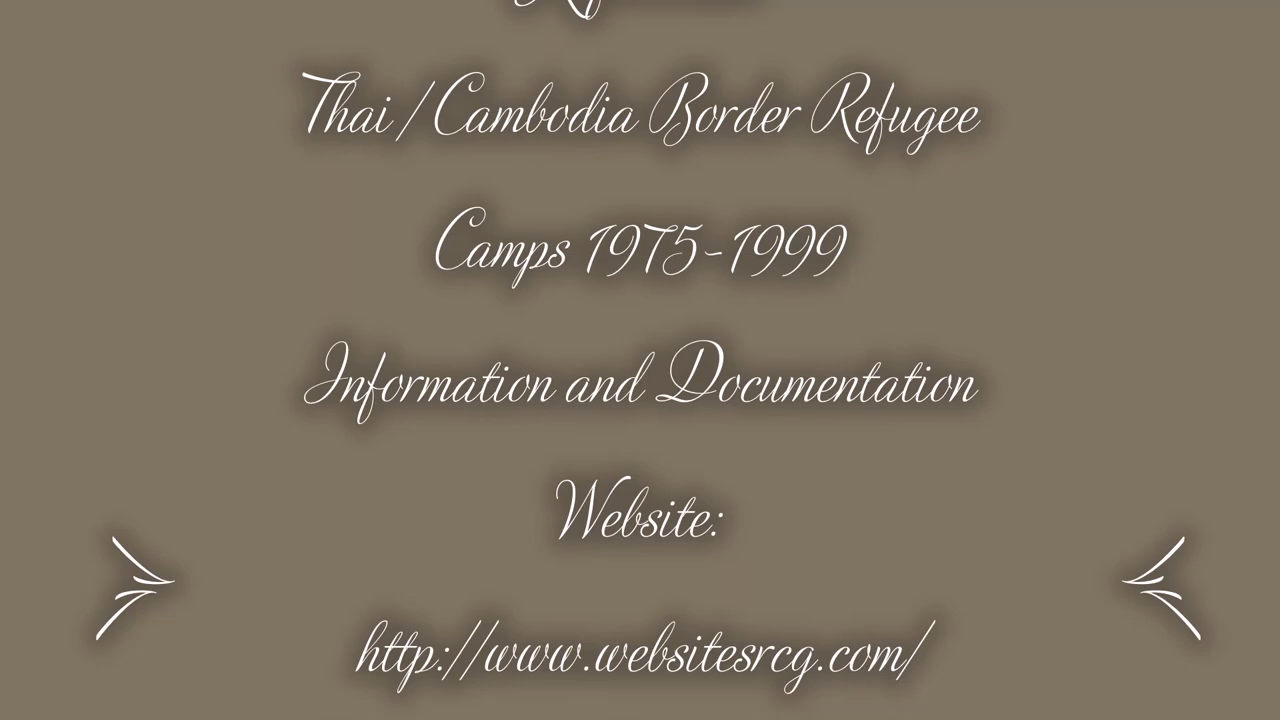 Thai/Cambodia Border Refugee
Camps 1975-1999
Information and Documentation
Website:
http://www.websitesrcg.com/